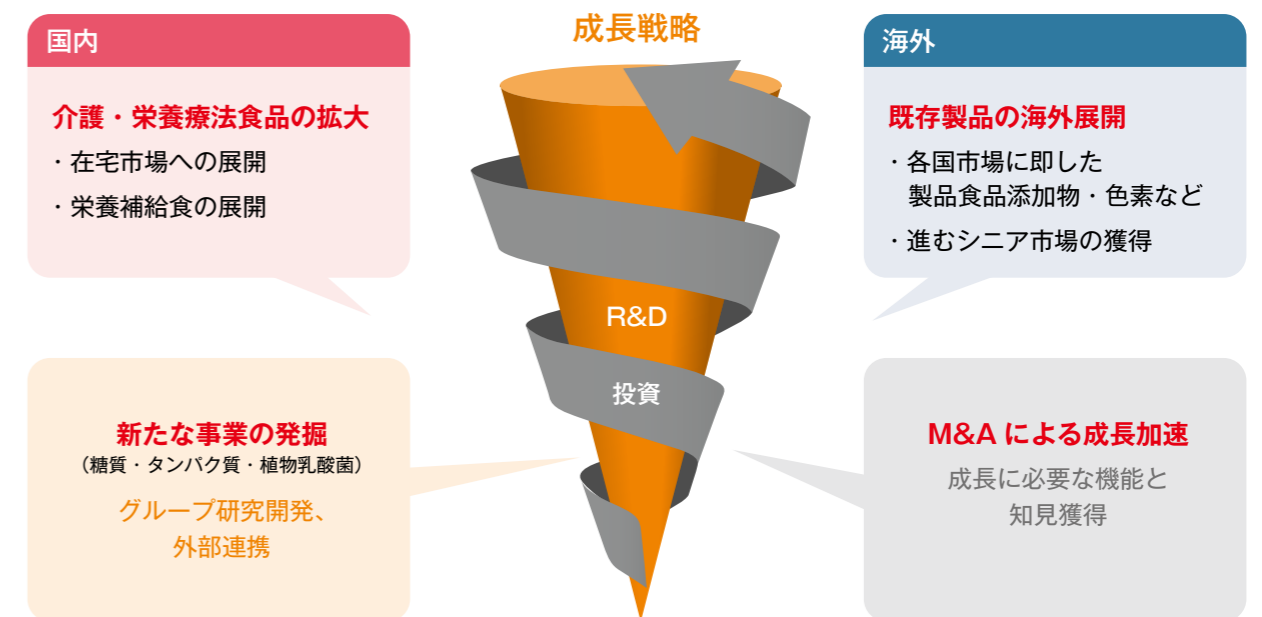 成長戦略
国内
介護・栄養療法食品の拡大
・在宅市場への展開
・栄養補給食の展開
海外
既存製品の海外展開
・各国市場に即した
製品食品添加物・色素など
・進むシニア市場の獲得
R&D
投資
新たな事業の発掘
（糖質・タンパク質・植物乳酸菌）
グループ研究開発、
外部連携
M&Aによる成長加速
成長に必要な機能と
知見獲得